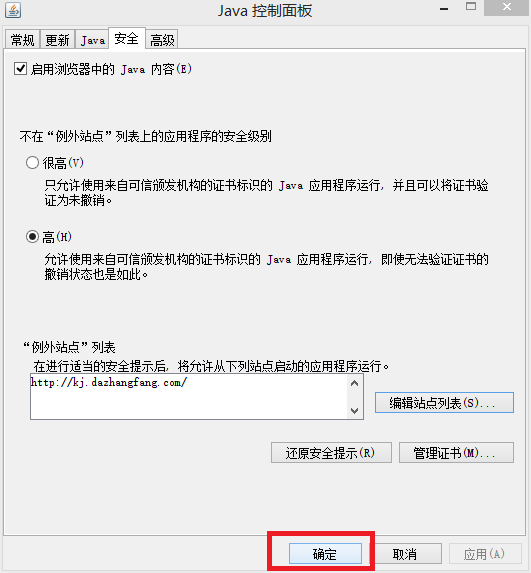 Java 控制面板
常规 更新 Java 安全 高级
启用浏览器中的 Java 内容(E)
不在“例外站点”列表上的应用程序的安全级别
很高(V)
只允许使用来自可信颁发机构的证书标识的 Java 应用程序运行, 并且可以将证书验
证为未撤销。
高(H)
允许使用来自可信颁发机构的证书标识的 Java 应用程序运行, 即使无法验证证书的
撤销状态也是如此。
“例外站点”列表
在进行适当的安全提示后, 将允许从下列站点启动的应用程序运行。
http://kj.dazhangfang.com/
编辑站点列表(S)...
还原安全提示(R) 管理证书(M)...
确定 取消 应用(A)